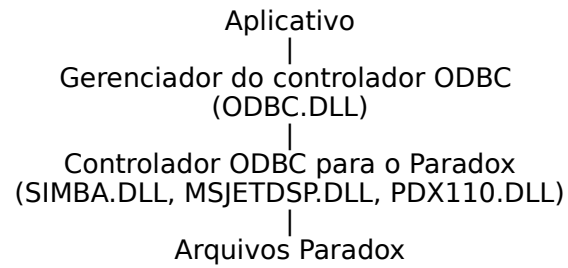 Aplicativo
|
Gerenciador do controlador ODBC
(ODBC.DLL)
|
Controlador ODBC para o Paradox
(SIMBA.DLL, MSJETDSP.DLL, PDX110.DLL)
|
Arquivos Paradox